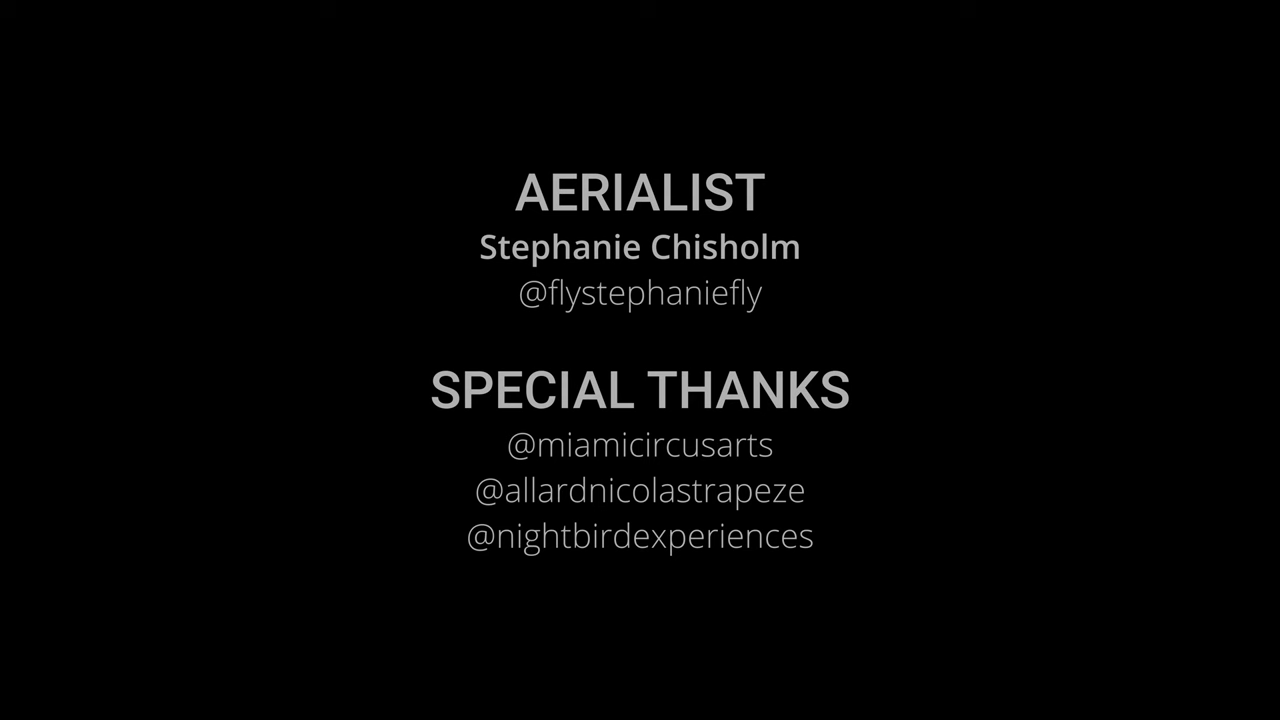 AERIALIST
Stephanie Chisholm
@flystephaniefly
SPECIAL THANKS
@miamicircusarts
@allardnicolastrapeze
@nightbirdexperiences